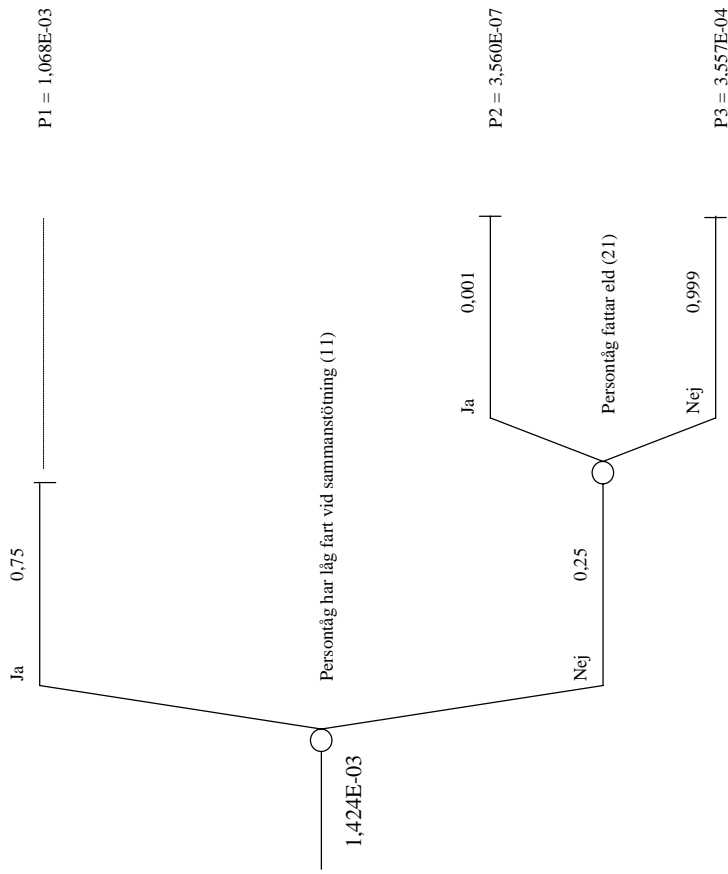 Ja
0,75
P1 = 1,068E-03
Persontåg har låg fart vid sammanstötning (11)
1,424E-03
Ja
0,001
P2 = 3,560E-07
Nej
0,25
Persontåg fattar eld (21)
Nej
0,999
P3 = 3,557E-04